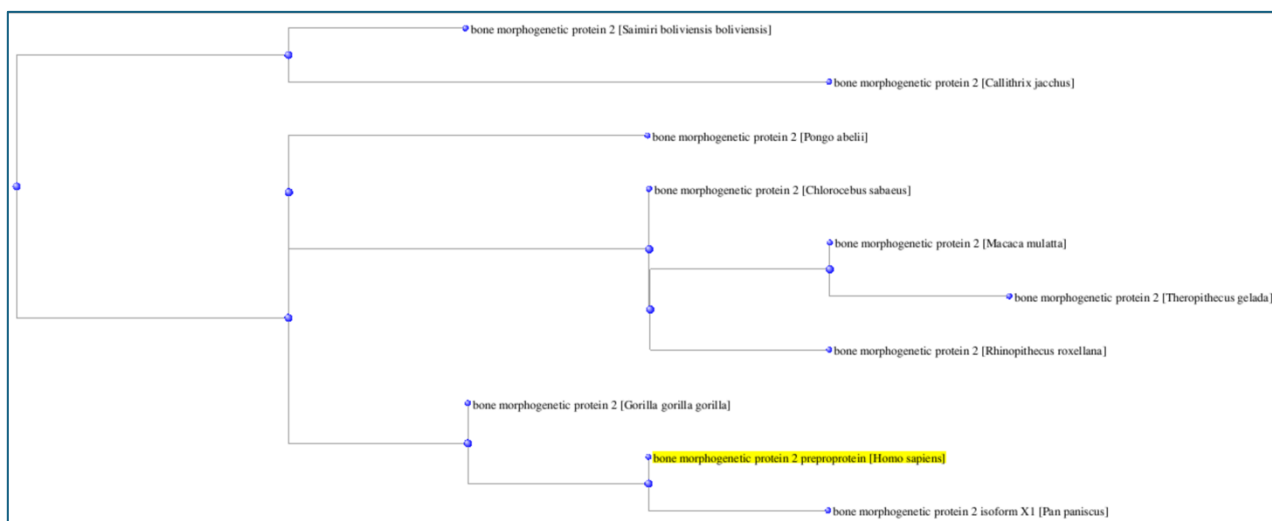 bone morphogenetic protein 2 [Saimiri boliviensis boliviensis]
bone morphogenetic protein 2 [Callithrix jacchus]
bone morphogenetic protein 2 [Pongo abelii]
bone morphogenetic protein 2 [Chlorocebus sabaeus]
bone morphogenetic protein 2 [Macaca mulatta]
bone morphogenetic protein 2 [Theropithecus gelada]
bone morphogenetic protein 2 [Rhinopithecus roxellana]
bone morphogenetic protein 2 [Gorilla gorilla gorilla]
bone morphogenetic protein 2 preproprotein [Homo sapiens]
bone morphogenetic protein 2 isoform X1 [Pan paniscus]